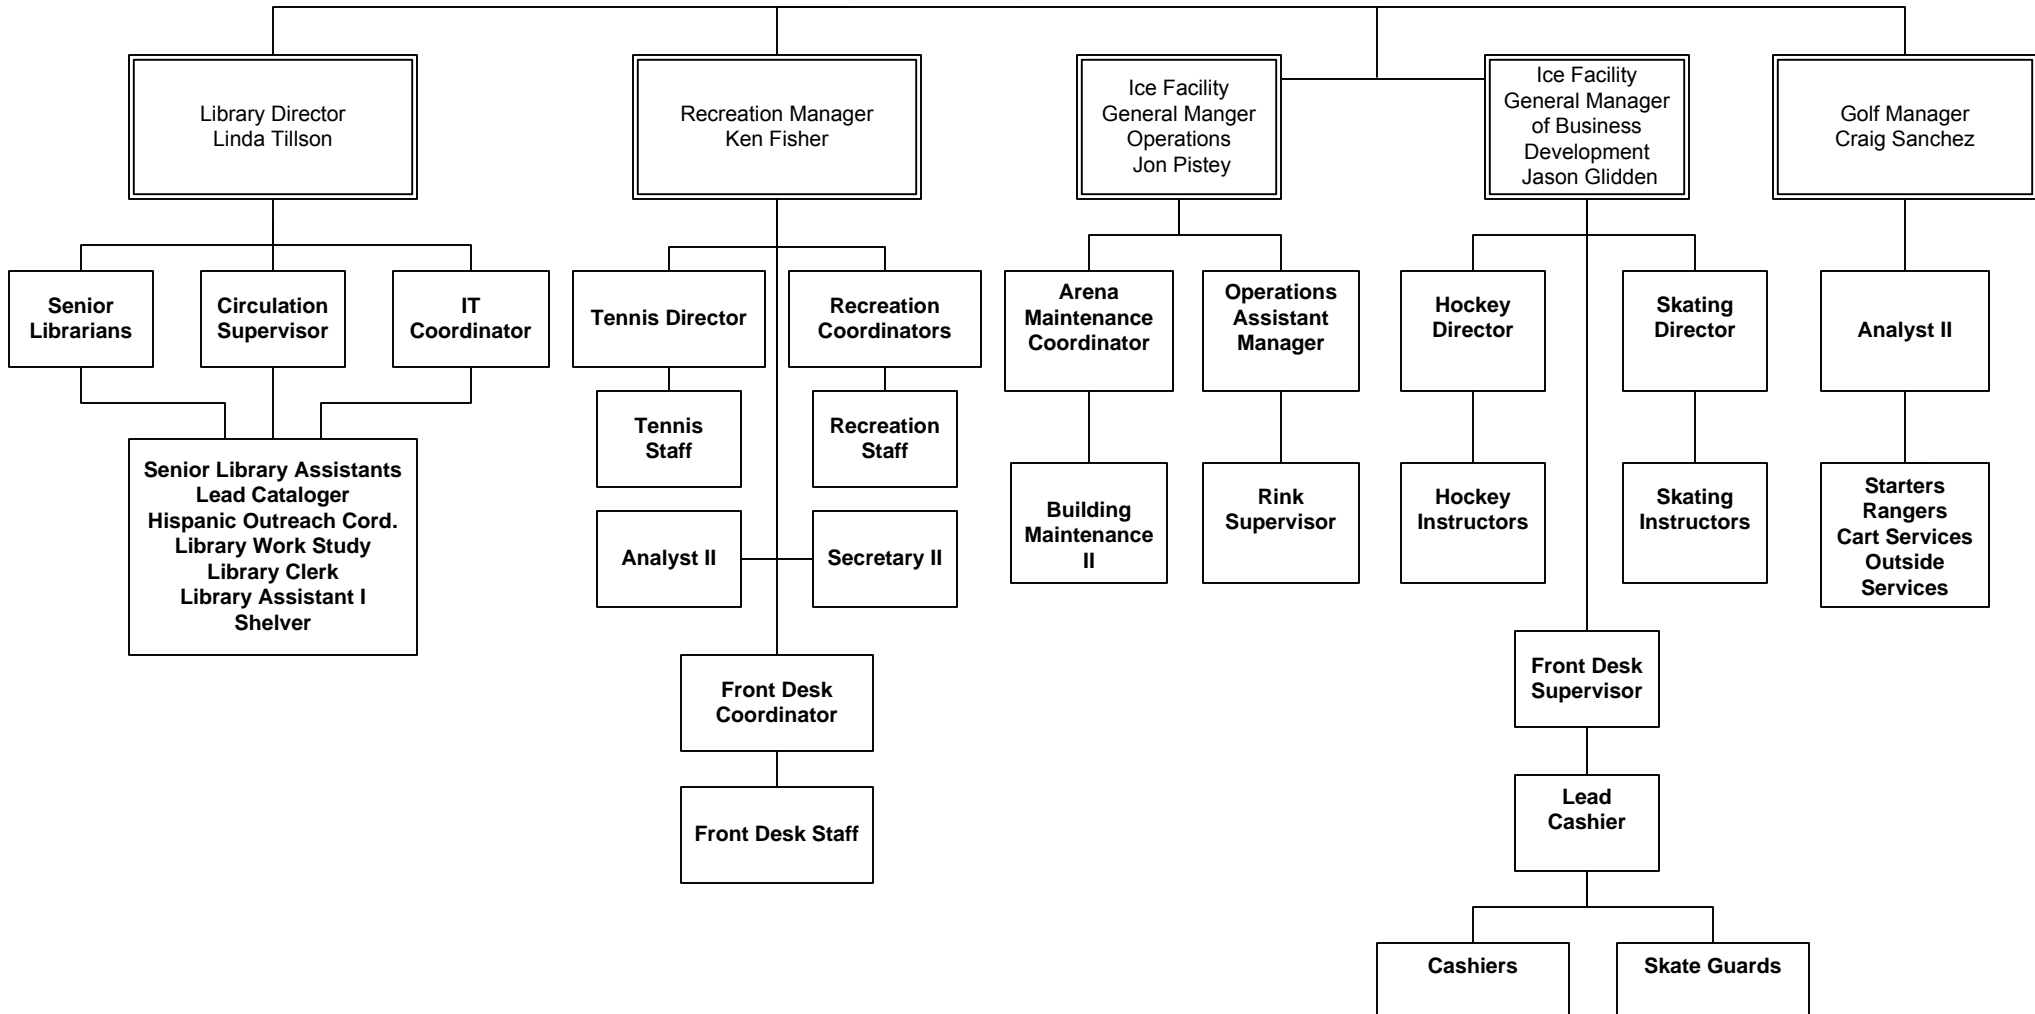 Library Director
Linda Tillson
Recreation Manager
Ken Fisher
Ice Facility
General Manger
Operations
Jon Pistey
Ice Facility
General Manager
of Business
Development
Jason Glidden
Golf Manager
Craig Sanchez
Senior
Librarians
Circulation
Supervisor
IT
Coordinator
Tennis Director
Recreation
Coordinators
Arena
Maintenance
Coordinator
Operations
Assistant
Manager
Hockey
Director
Skating
Director
Analyst II
Senior Library Assistants
Lead Cataloger
Hispanic Outreach Cord.
Library Work Study
Library Clerk
Library Assistant I
Shelver
Tennis
Staff
Recreation
Staff
Building
Maintenance
II
Rink
Supervisor
Hockey
Instructors
Skating
Instructors
Starters
Rangers
Cart Services
Outside
Services
Analyst II
Secretary II
Front Desk
Coordinator
Front Desk
Supervisor
Front Desk Staff
Lead
Cashier
Cashiers
Skate Guards